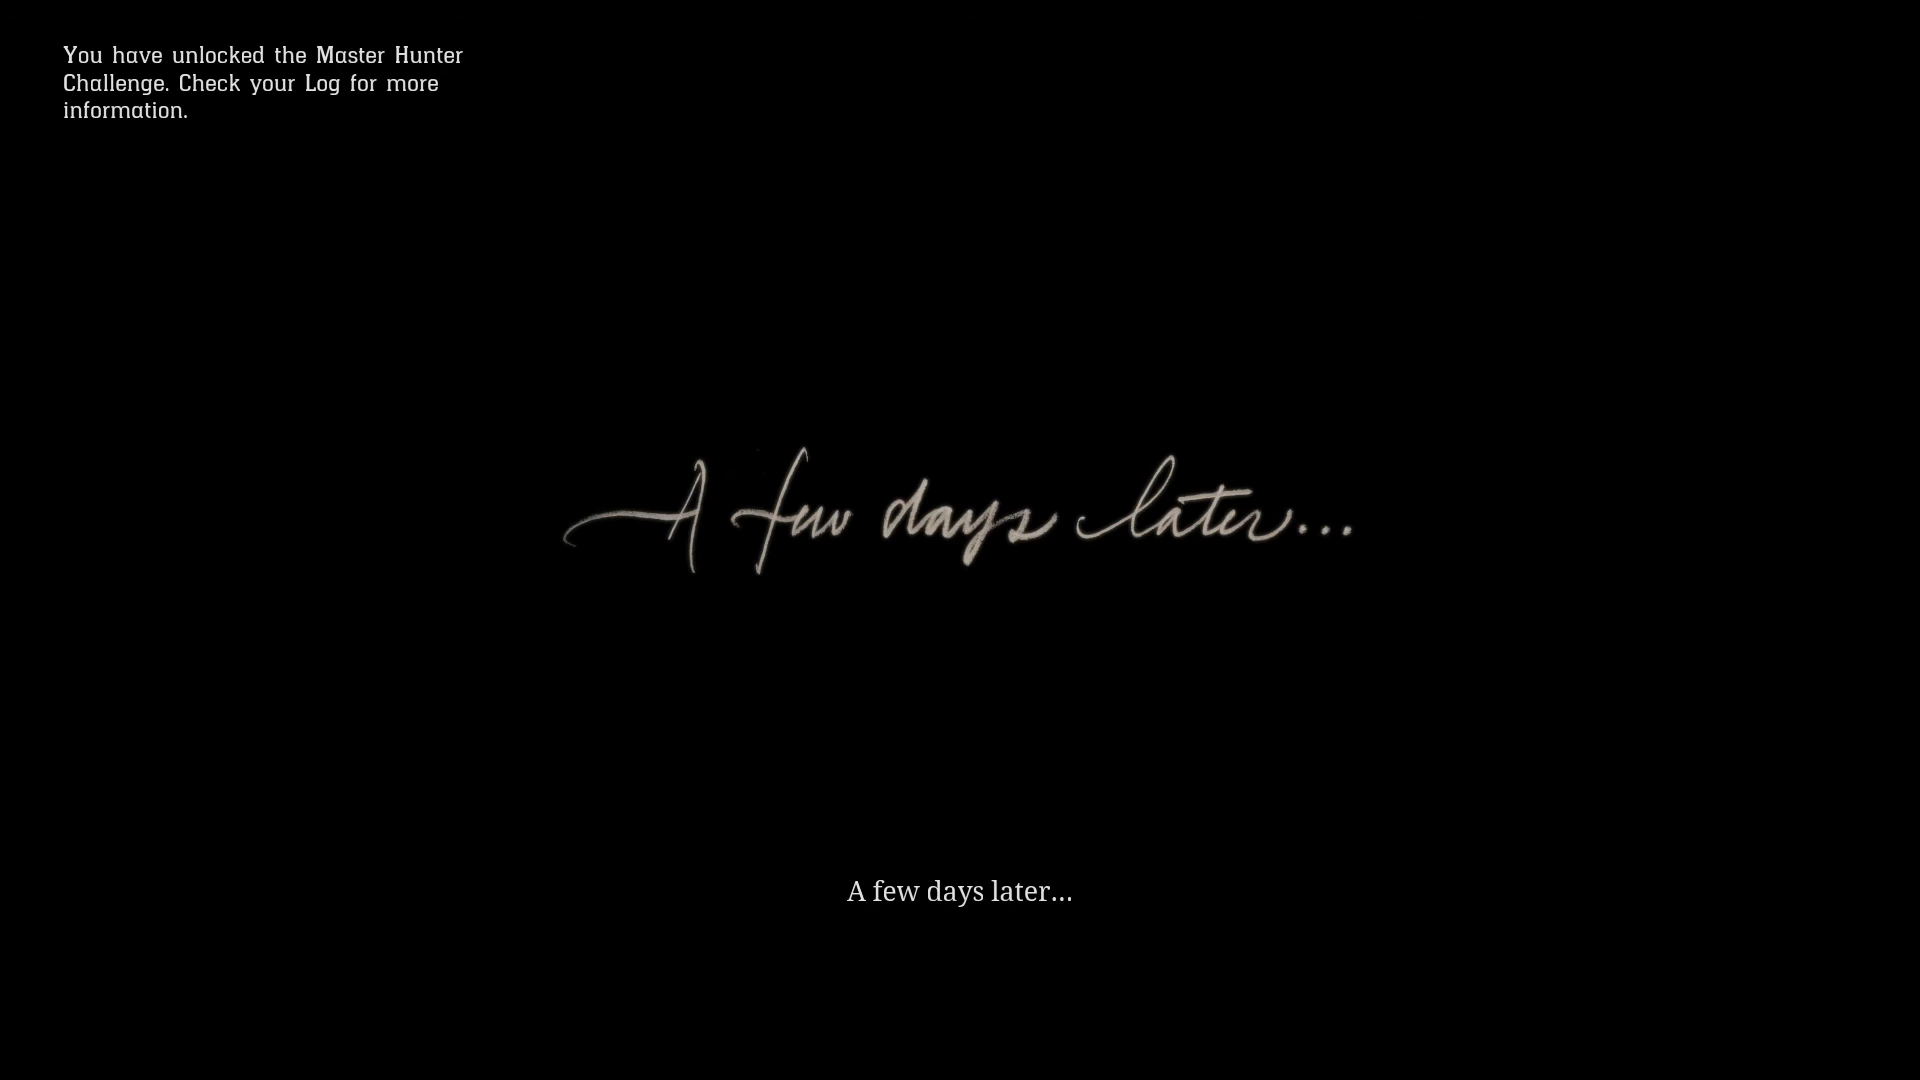 You have unlocked the Master Hunter
Challenge. Check your Log for more
information.
A few days later...
A few days later...